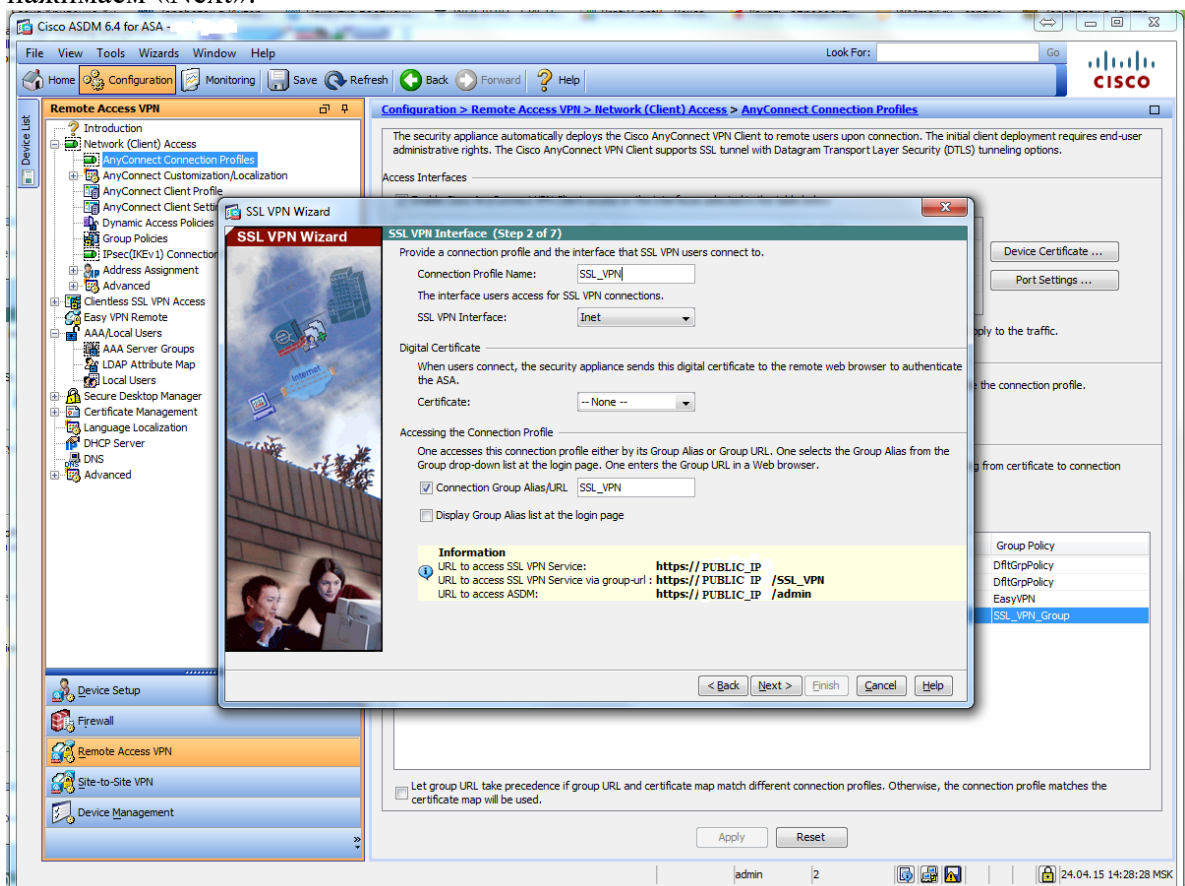 нажимаем «Next».
Cisco ASDM 6.4 for ASA -
File View Tools Wizards Window Help
Look For:
Go
Home Configuration Monitoring Save Refresh Back Forward Help
cisco
Device List
Remote Access VPN
Introduction
Network (Client) Access
AnyConnect Connection Profiles
AnyConnect Customization/Localization
AnyConnect Client Profile
AnyConnect Client Setti
Dynamic Access Policies
Group Policies
IPsec(IKEv1) Connection
Address Assignment
Advanced
Clientless SSL VPN Access
Easy VPN Remote
AAA/Local Users
AAA Server Groups
LDAP Attribute Map
Local Users
Secure Desktop Manager
Certificate Management
Language Localization
DHCP Server
DNS
Advanced
Device Setup
Firewall
Remote Access VPN
Site-to-Site VPN
Device Management
Configuration > Remote Access VPN > Network (Client) Access > AnyConnect Connection Profiles
The security appliance automatically deploys the Cisco AnyConnect VPN Client to remote users upon connection. The initial client deployment requires end-user
administrative rights. The Cisco AnyConnect VPN Client supports SSL tunnel with Datagram Transport Layer Security (DTLS) tunneling options.
Access Interfaces
Device Certificate ...
Port Settings ...
pply to the traffic.
the connection profile.
g from certificate to connection
Group Policy
DfltGrpPolicy
DfltGrpPolicy
EasyVPN
SSL_VPN_Group
SSL VPN Wizard
SSL VPN Wizard
Internet
SSL VPN Interface (Step 2 of 7)
Provide a connection profile and the interface that SSL VPN users connect to.
Connection Profile Name: SSL_VPN
The interface users access for SSL VPN connections.
SSL VPN Interface: Inet
Digital Certificate
When users connect, the security appliance sends this digital certificate to the remote web browser to authenticate
the ASA.
Certificate: -- None --
Accessing the Connection Profile
One accesses this connection profile either by its Group Alias or Group URL. One selects the Group Alias from the
Group drop-down list at the login page. One enters the Group URL in a Web browser.
Connection Group Alias/URL SSL_VPN
Display Group Alias list at the login page
Information
URL to access SSL VPN Service: https:// PUBLIC_IP
URL to access SSL VPN Service via group-url : https:// PUBLIC_IP /SSL_VPN
URL to access ASDM: https:// PUBLIC_IP /admin
< Back Next > Finish Cancel Help
Let group URL take precedence if group URL and certificate map match different connection profiles. Otherwise, the connection profile matches the
certificate map will be used.
Apply Reset
admin 2 24.04.15 14:28:28 MSK